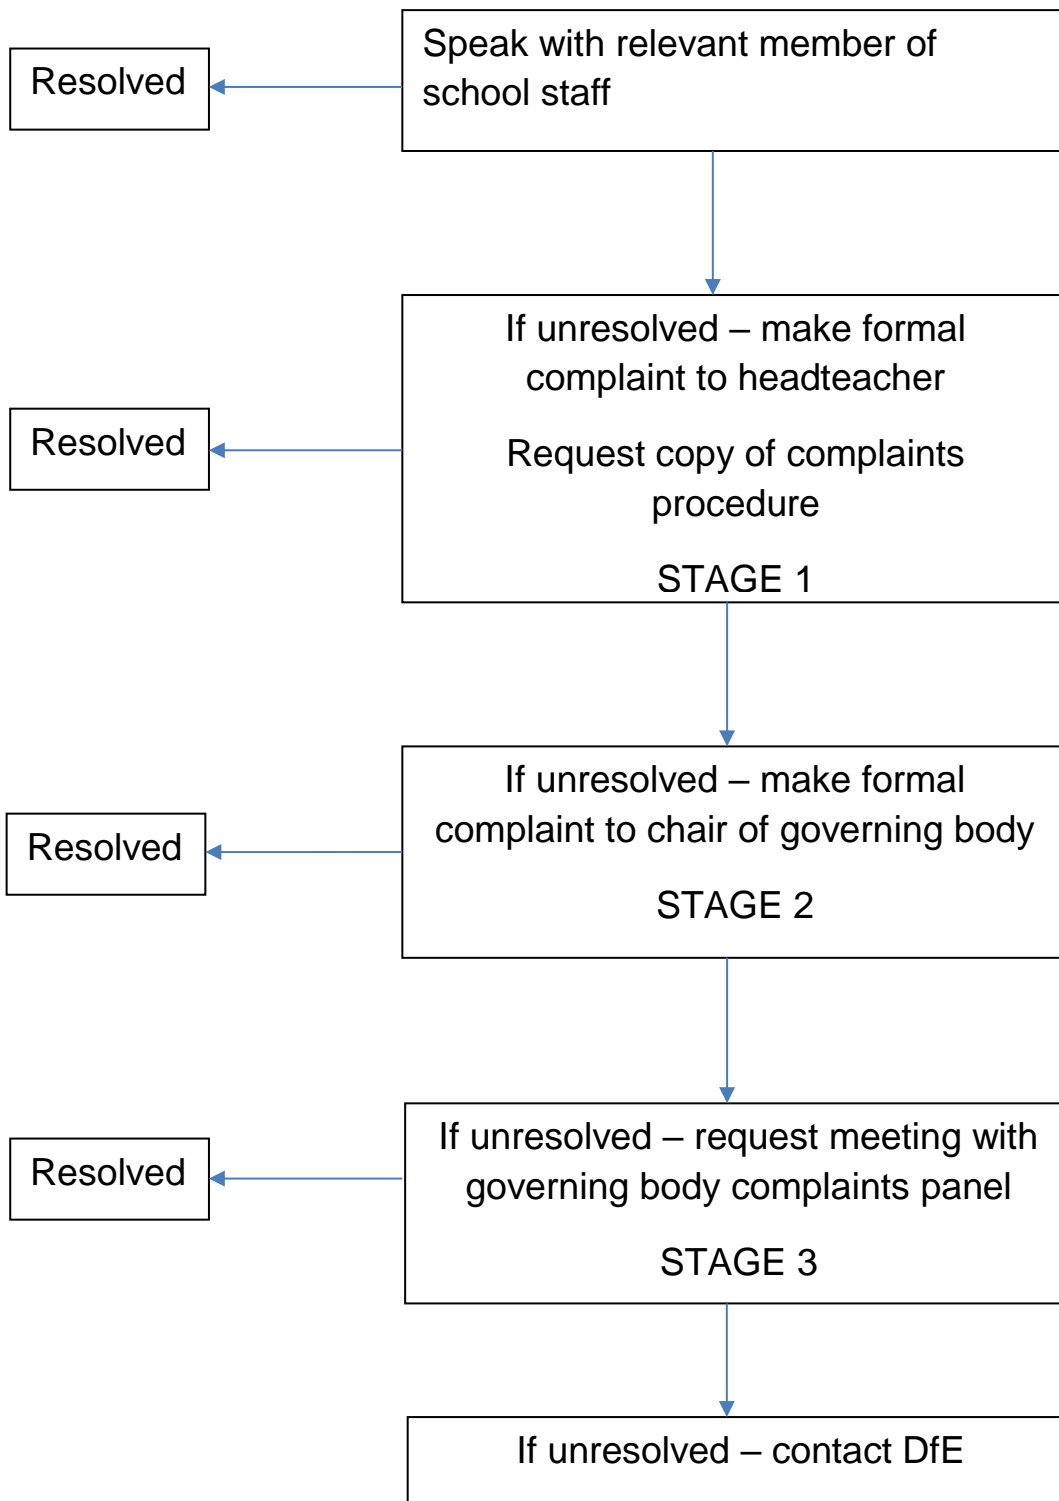 Speak with relevant member of
school staff
Resolved
If unresolved – make formal
complaint to headteacher
Request copy of complaints
procedure
STAGE 1
Resolved
If unresolved – make formal
complaint to chair of governing body
STAGE 2
Resolved
If unresolved – request meeting with
governing body complaints panel
STAGE 3
Resolved
If unresolved – contact DfE